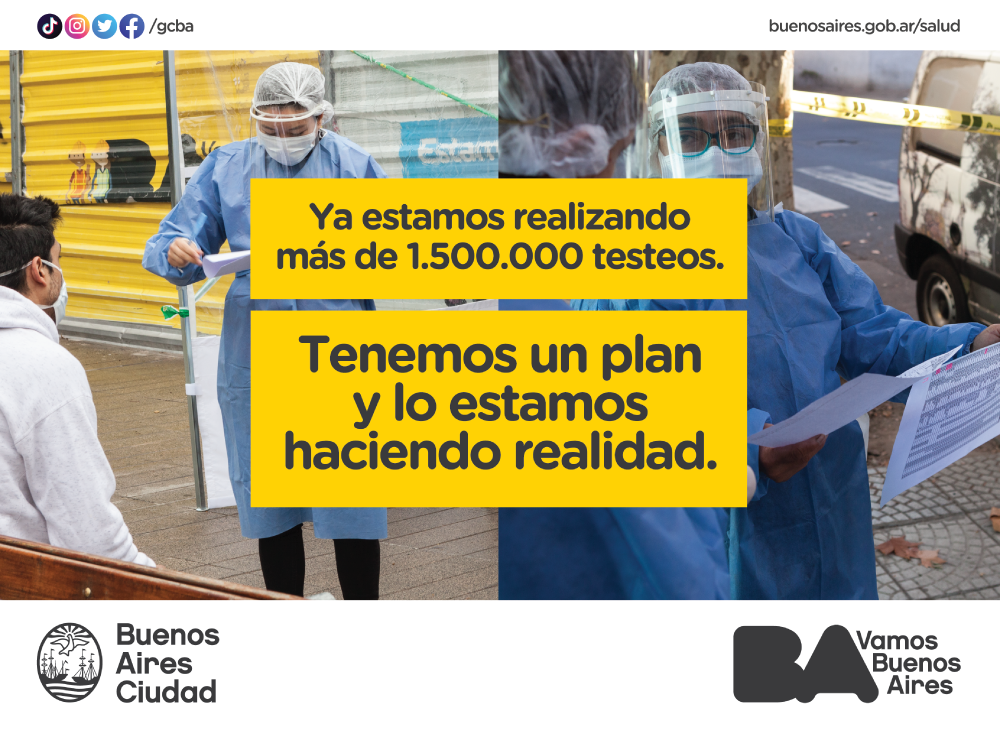 /gcba
buenosaires.gob.ar/salud
Ya estamos realizando
más de 1.500.000 testeos.
Tenemos un plan
y lo estamos
haciendo realidad.
Buenos
Aires
Ciudad
BA
Vamos
Buenos
Aires